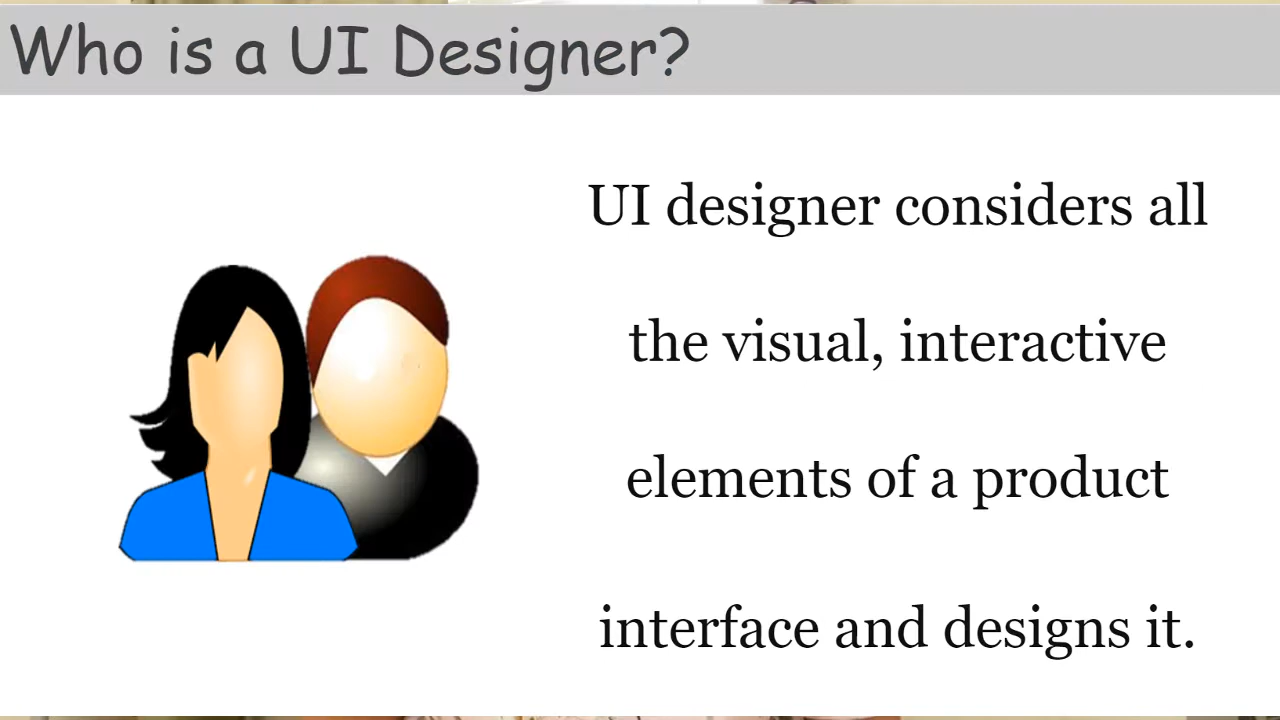 Who is a UI Designer?
UI designer considers all
the visual, interactive
elements of a product
interface and designs it.